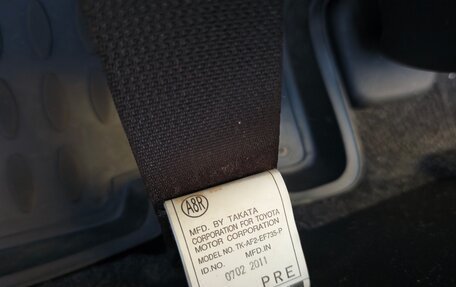 A8R
MFD. BY TAKATA
CORPORATION FOR TOYOTA
MOTOR CORPORATION
MODEL NO. TK-AF2-EF735-P
ID.NO. MFD.IN
0702 2011
PRE